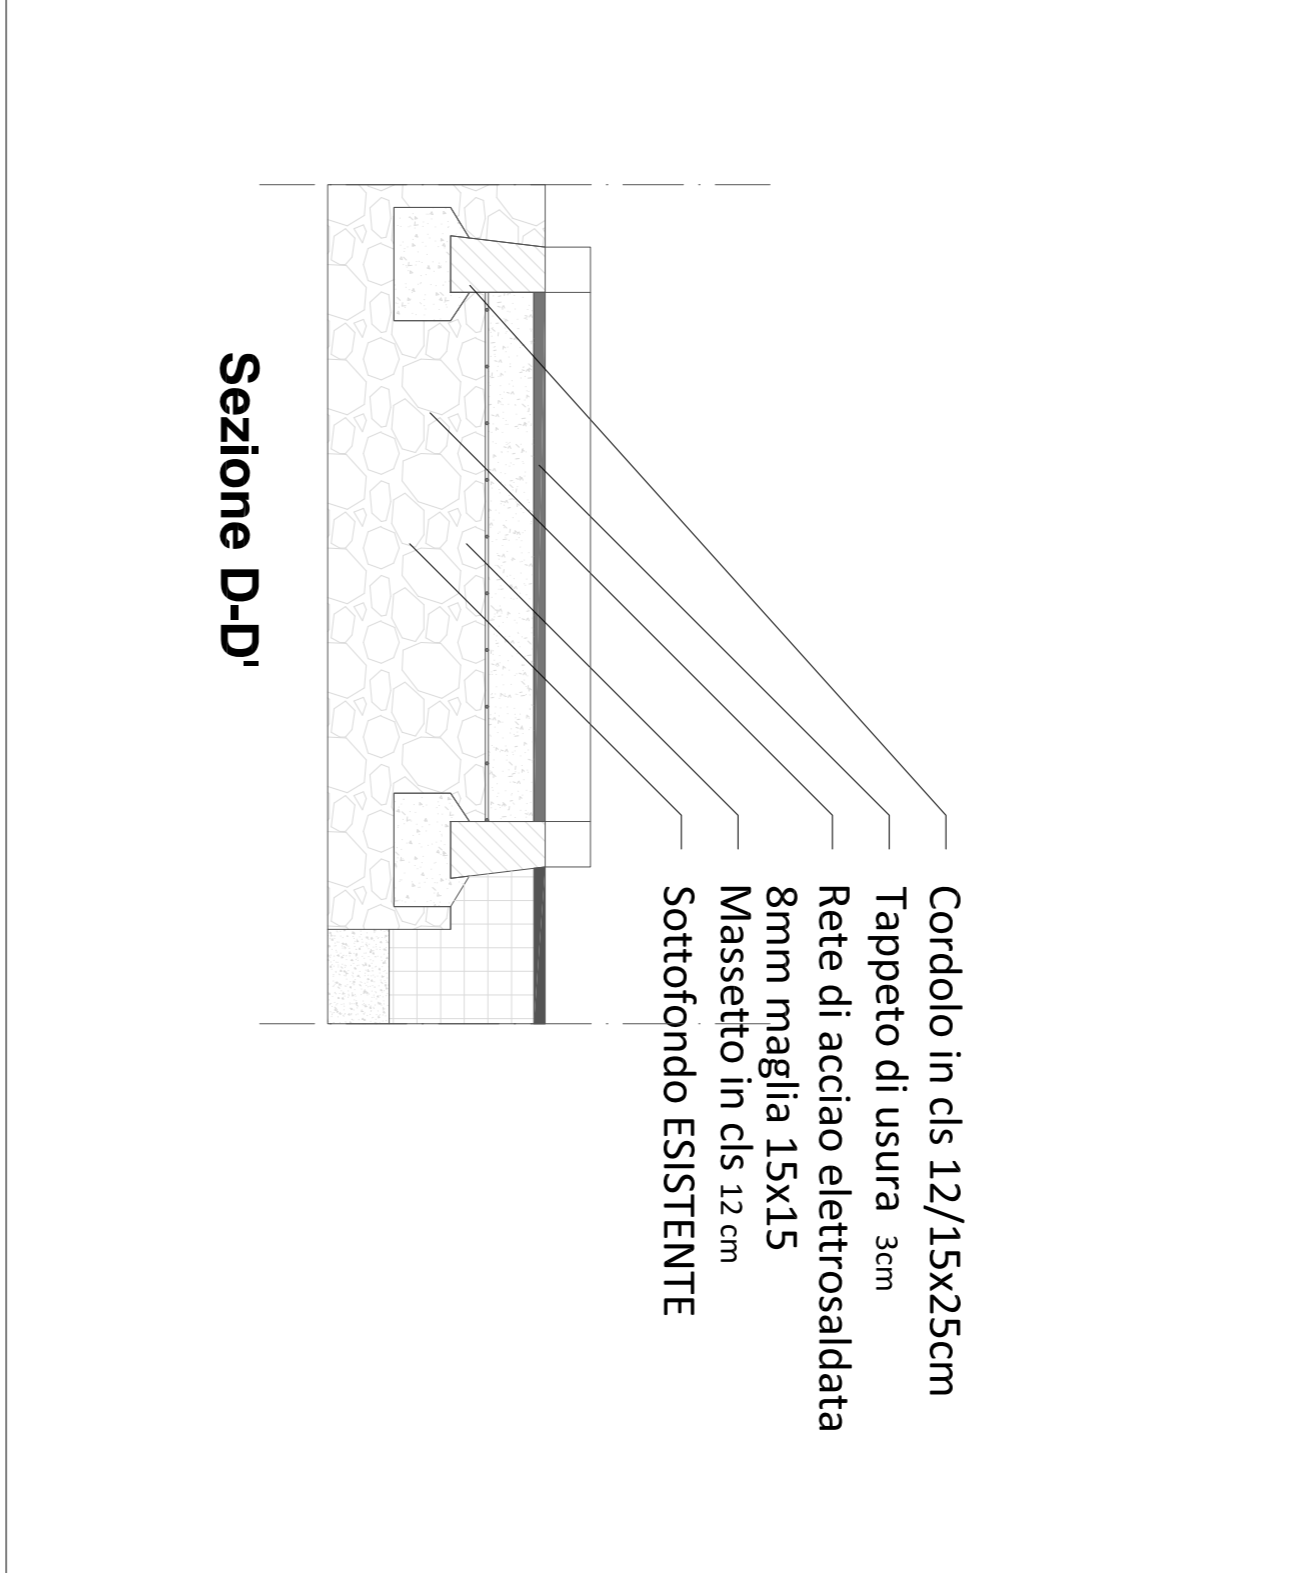 Cordolo in cls 12/15x25cm
Tappeto di usura 3cm
Rete di acciao elettrosaldata
8mm maglia 15x15
Massetto in cls 12 cm
Sottofondo ESISTENTE
Sezione D-D'